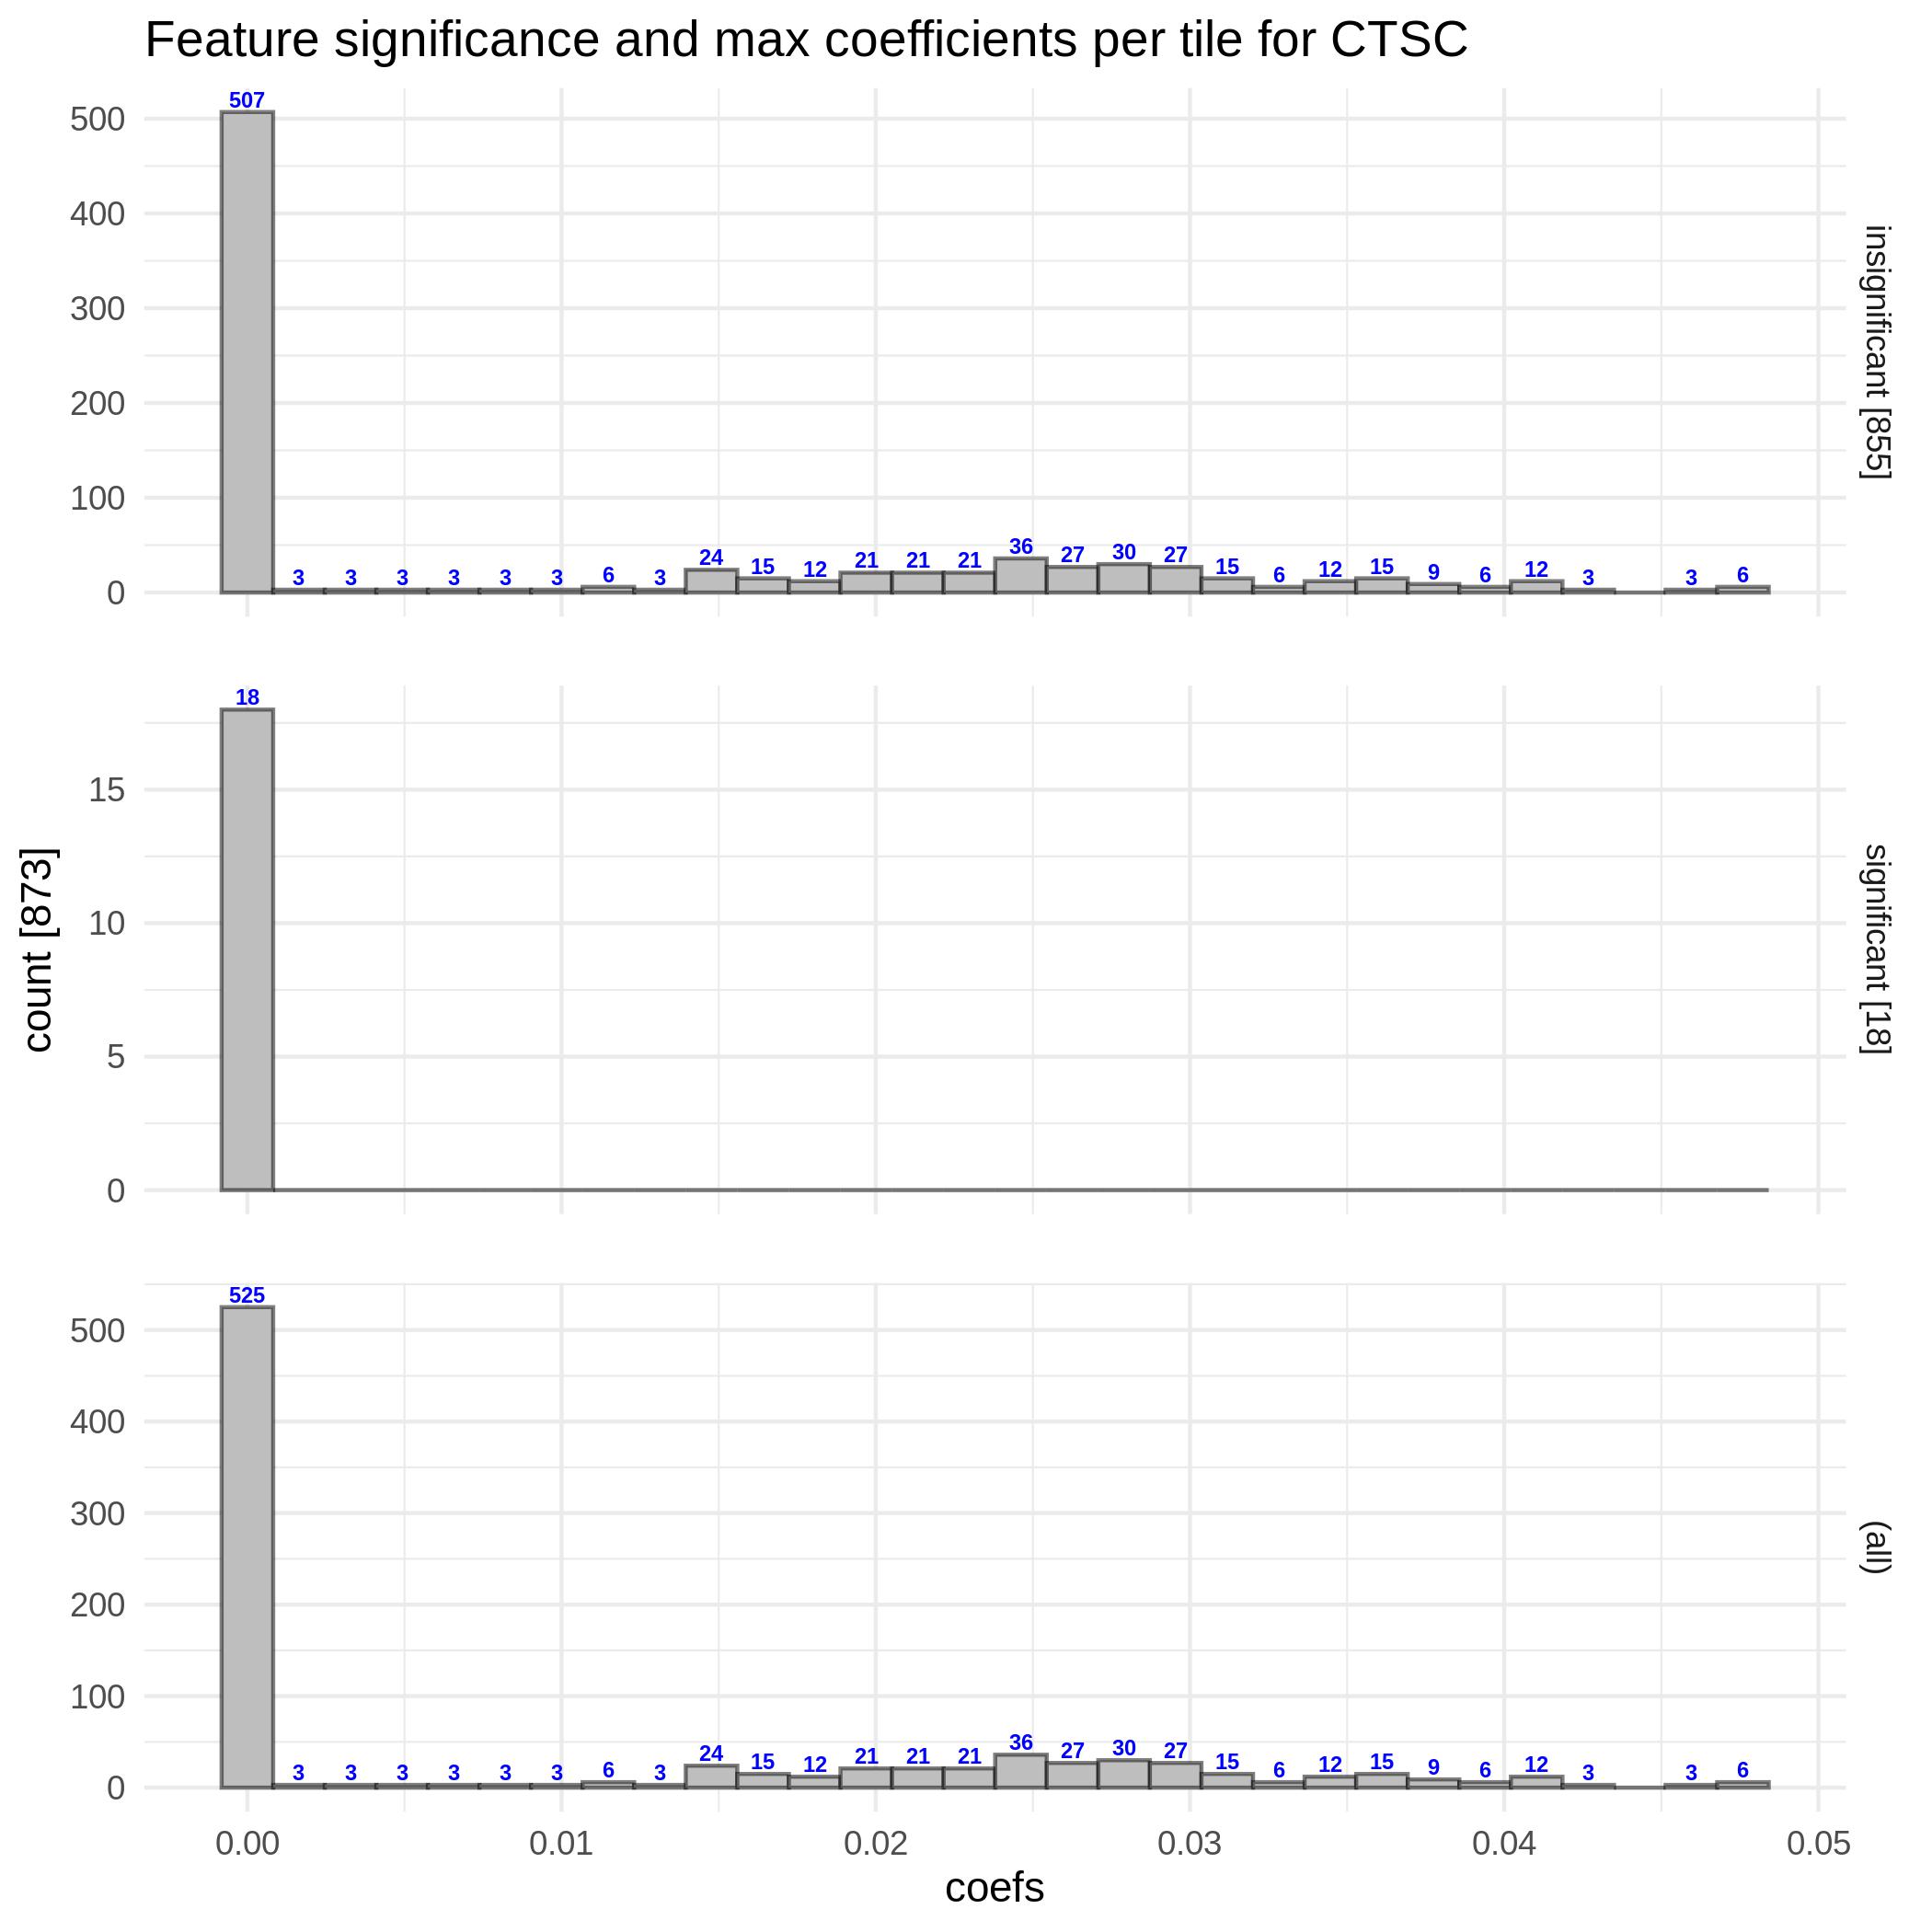 Feature significance and max coefficients per tile for CTSC
507
500
400
300
200
100
0
3 3 3 3 3 3 6 3 24 15 12 21 21 21 36 27 30 27 15 6 12 15 9 6 12 3 3 6
insignificant [855]
18
15
10
5
0
significant [18]
count [873]
525
500
400
300
200
100
0
3 3 3 3 3 3 6 3 24 15 12 21 21 21 36 27 30 27 15 6 12 15 9 6 12 3 3 6
(all)
0.00 0.01 0.02 0.03 0.04 0.05
coefs